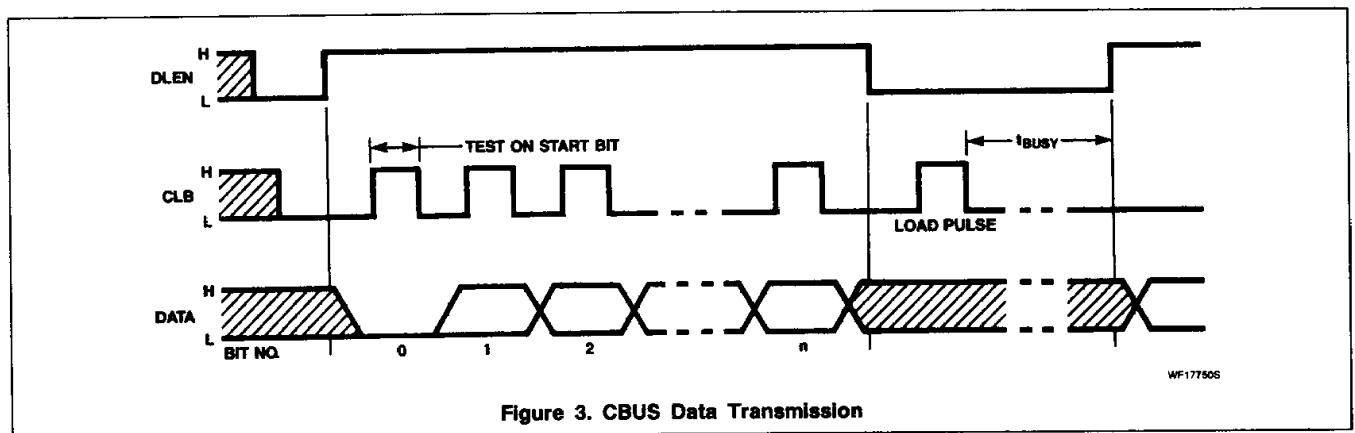 H
DLEN
L
TEST ON START BIT
tBUSY
H
CLB
L
LOAD PULSE
H
DATA
L
BIT NO. 0 1 2 n
WF17750S
Figure 3. CBUS Data Transmission